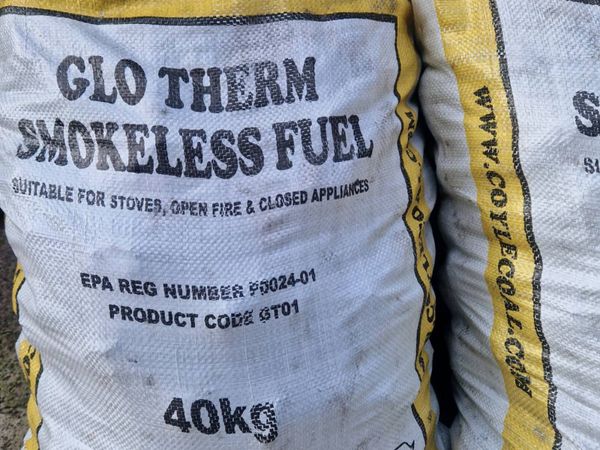 GLO THERM
SMOKELESS FUEL
SUITABLE FOR STOVES, OPEN FIRE & CLOSED APPLIANCES
EPA REG NUMBER P0024-01
PRODUCT CODE GT01
40kg
WWW.COYLECOAL.COM